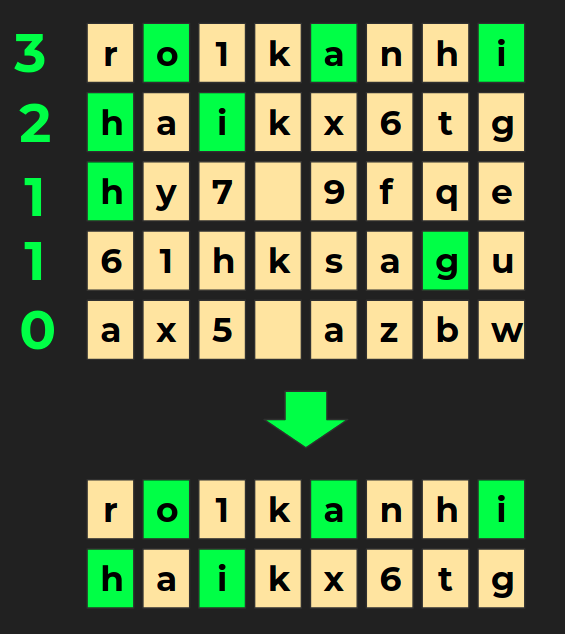 3 r o 1 k a n h i
2 h a i k x 6 t g
1 h y 7 9 f q e
1 6 1 h k s a g u
0 a x 5 a z b w
r o 1 k a n h i
h a i k x 6 t g